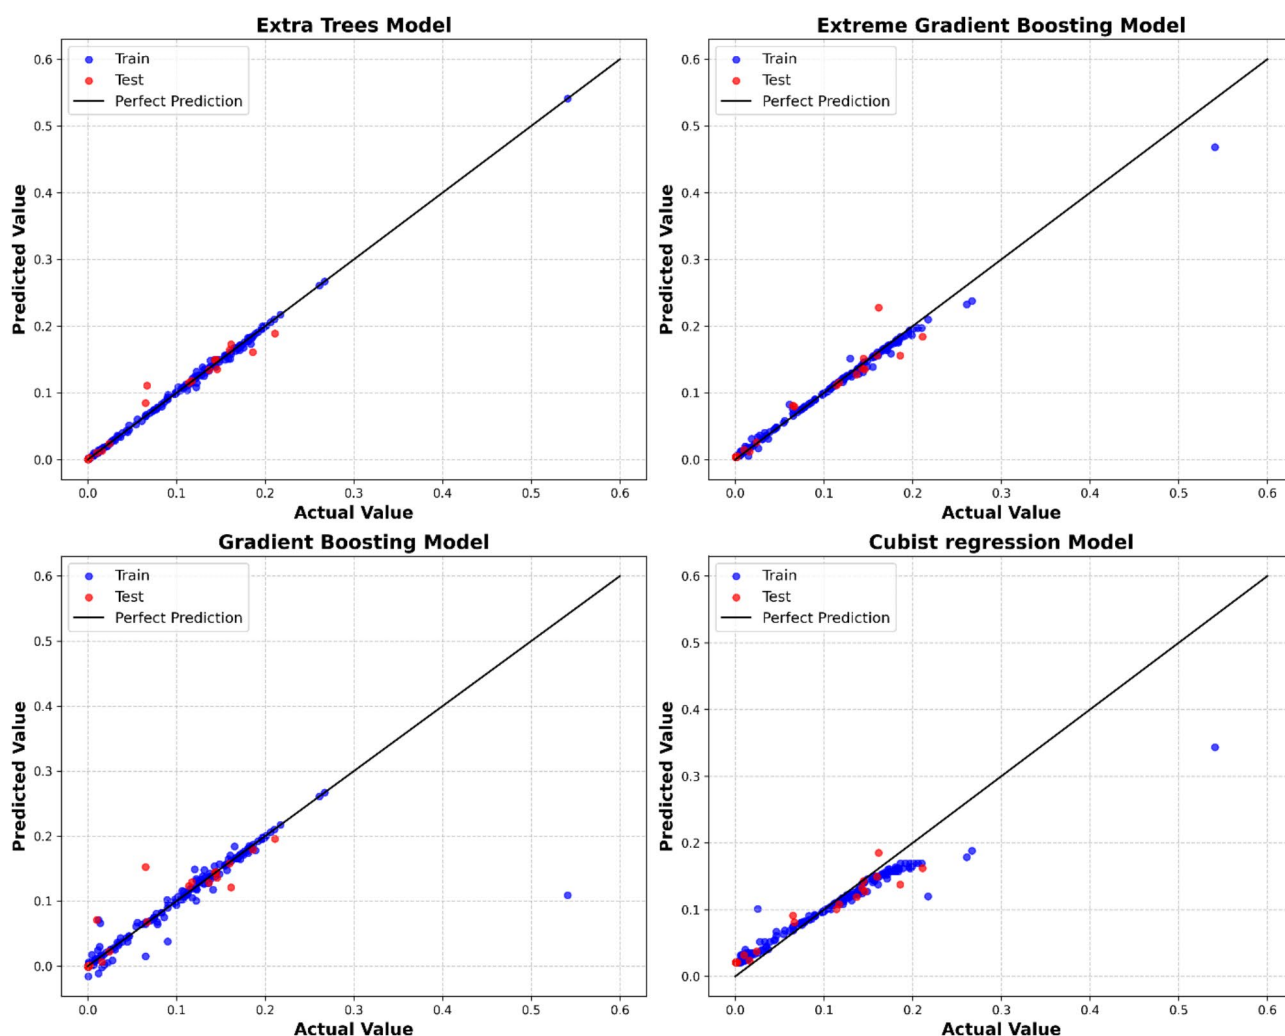 Extra Trees Model
Train
Test
Perfect Prediction
0.6
0.5
0.4
0.3
0.2
0.1
0.0
Predicted Value
0.0 0.1 0.2 0.3 0.4 0.5 0.6
Actual Value
Extreme Gradient Boosting Model
Train
Test
Perfect Prediction
0.6
0.5
0.4
0.3
0.2
0.1
0.0
Predicted Value
0.0 0.1 0.2 0.3 0.4 0.5 0.6
Actual Value
Gradient Boosting Model
Train
Test
Perfect Prediction
0.6
0.5
0.4
0.3
0.2
0.1
0.0
Predicted Value
0.0 0.1 0.2 0.3 0.4 0.5 0.6
Actual Value
Cubist regression Model
Train
Test
Perfect Prediction
0.6
0.5
0.4
0.3
0.2
0.1
0.0
Predicted Value
0.0 0.1 0.2 0.3 0.4 0.5 0.6
Actual Value